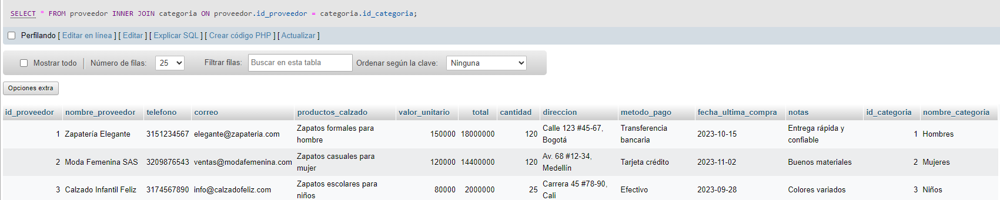 SELECT * FROM proveedor INNER JOIN categoria ON proveedor.id_proveedor = categoria.id_categoria;
Perfilando [ Editar en línea ] [ Editar ] [ Explicar SQL ] [ Crear código PHP ] [ Actualizar ]
Mostrar todo Número de filas: 25 Filtrar filas: Buscar en esta tabla Ordenar según la clave: Ninguna
Opciones extra
id_proveedor nombre_proveedor telefono correo productos_calzado valor_unitario total cantidad direccion metodo_pago fecha_ultima_compra notas id_categoria nombre_categoria
1 Zapatería Elegante 3151234567 elegante@zapateria.com Zapatos formales para hombre 150000 18000000 120 Calle 123 #45-67, Bogotá Transferencia bancaria 2023-10-15 Entrega rápida y confiable 1 Hombres
2 Moda Femenina SAS 3209876543 ventas@modafemenina.com Zapatos casuales para mujer 120000 14400000 120 Av. 68 #12-34, Medellín Tarjeta crédito 2023-11-02 Buenos materiales 2 Mujeres
3 Calzado Infantil Feliz 3174567890 info@calzadofeliz.com Zapatos escolares para niños 80000 2000000 25 Carrera 45 #78-90, Cali Efectivo 2023-09-28 Colores variados 3 Niños